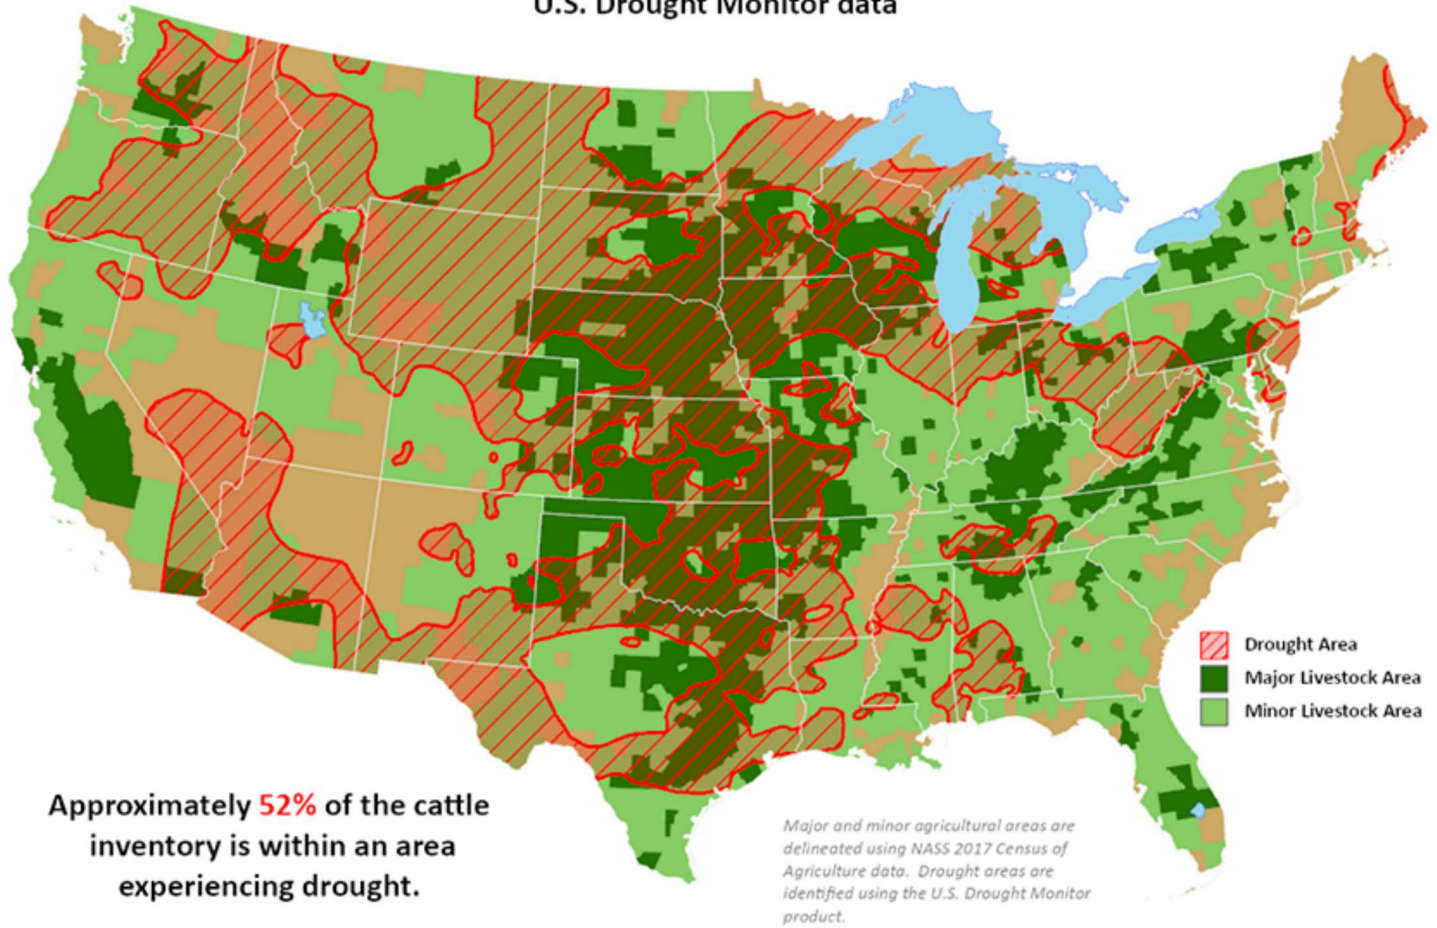 U.S. Drought Monitor data
Drought Area
Major Livestock Area
Minor Livestock Area
Approximately 52% of the cattle
inventory is within an area
experiencing drought.
Major and minor agricultural areas are
delineated using NASS 2017 Census of
Agriculture data.  Drought areas are
identified using the U.S. Drought Monitor
product.